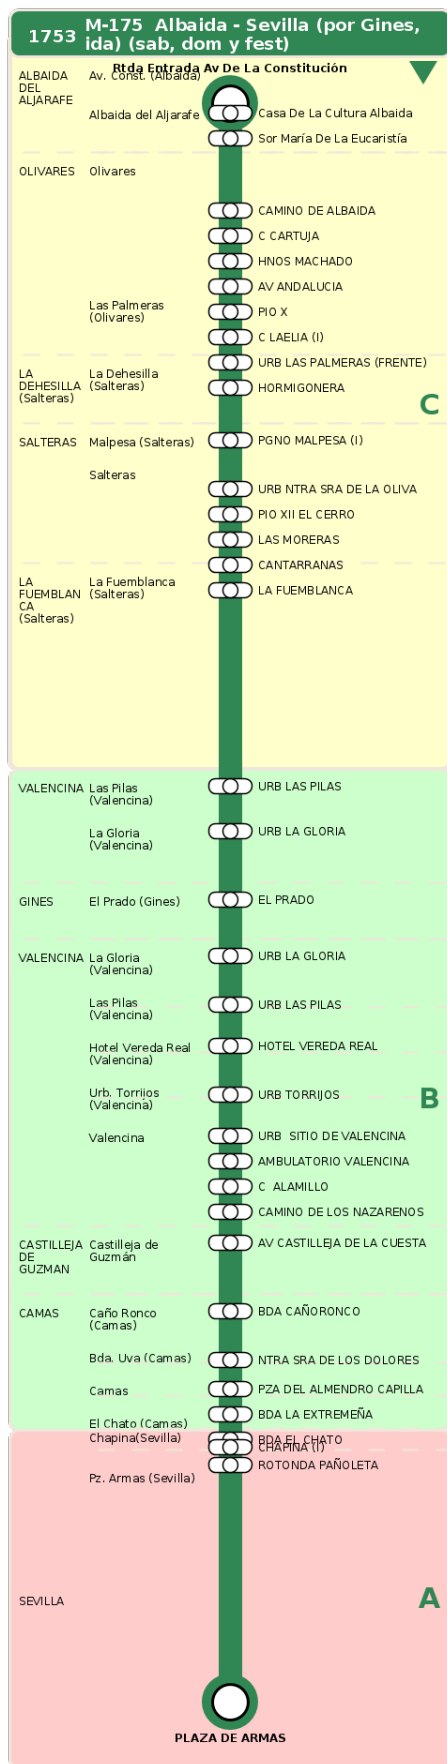 1753 M-175  Albaida - Sevilla (por Gines,
ida) (sab, dom y fest)
Rtda Entrada Av De La Constitución
ALBAIDA
DEL
ALJARAFE
Av. Const. (Albaida)
Albaida del Aljarafe
Casa De La Cultura Albaida
Sor María De La Eucaristía
OLIVARES
Olivares
CAMINO DE ALBAIDA
C CARTUJA
HNOS MACHADO
AV ANDALUCIA
Las Palmeras
(Olivares)
PIO X
C LAELIA (I)
URB LAS PALMERAS (FRENTE)
LA
DEHESILLA
(Salteras)
La Dehesilla
(Salteras)
HORMIGONERA
C
SALTERAS
Malpesa (Salteras)
PGNO MALPESA (I)
Salteras
URB NTRA SRA DE LA OLIVA
PIO XII EL CERRO
LAS MORERAS
CANTARRANAS
LA
FUEMBLAN
CA
(Salteras)
La Fuemblanca
(Salteras)
LA FUEMBLANCA
VALENCINA
Las Pilas
(Valencina)
URB LAS PILAS
La Gloria
(Valencina)
URB LA GLORIA
GINES
El Prado (Gines)
EL PRADO
VALENCINA
La Gloria
(Valencina)
URB LA GLORIA
Las Pilas
(Valencina)
URB LAS PILAS
Hotel Vereda Real
(Valencina)
HOTEL VEREDA REAL
Urb. Torrijos
(Valencina)
URB TORRIJOS
B
Valencina
URB  SITIO DE VALENCINA
AMBULATORIO VALENCINA
C  ALAMILLO
CAMINO DE LOS NAZARENOS
CASTILLEJA
DE
GUZMAN
Castilleja de
Guzmán
AV CASTILLEJA DE LA CUESTA
CAMAS
Caño Ronco
(Camas)
BDA CAÑORONCO
Bda. Uva (Camas)
NTRA SRA DE LOS DOLORES
Camas
PZA DEL ALMENDRO CAPILLA
BDA LA EXTREMEÑA
El Chato (Camas)
Chapina(Sevilla)
BDA EL CHATO
CHAPINA (I)
ROTONDA PAÑOLETA
Pz. Armas (Sevilla)
SEVILLA
A
PLAZA DE ARMAS